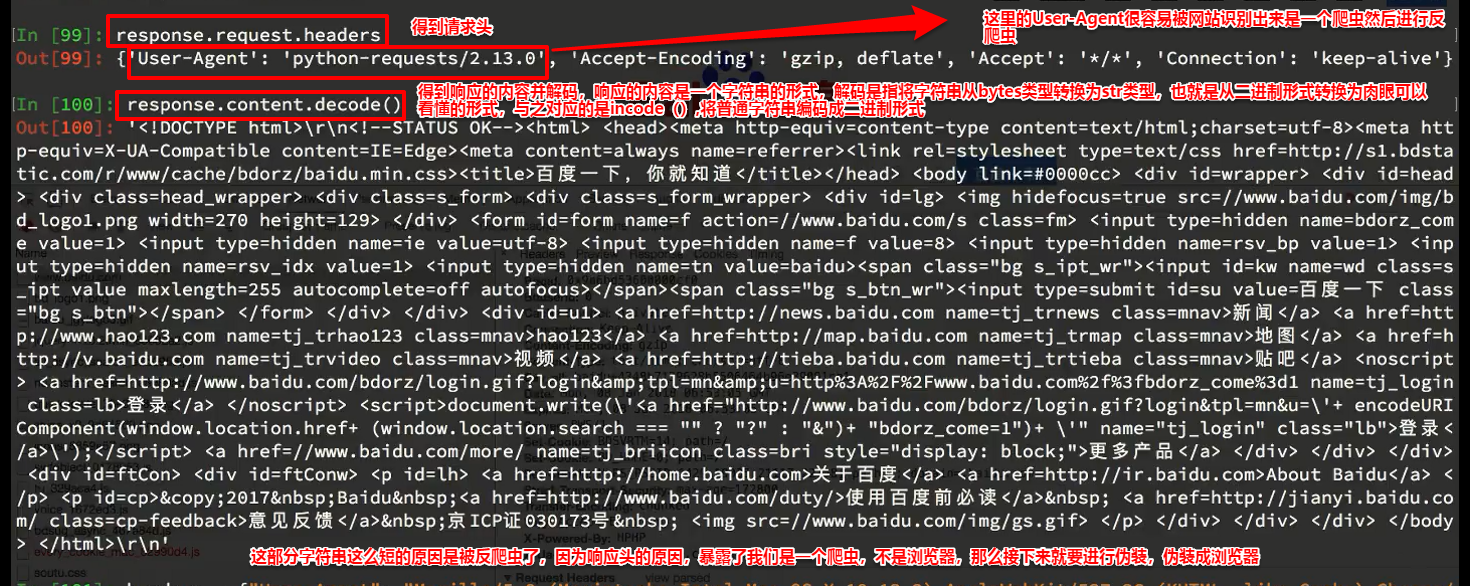 In [99]: response.request.headers
得到请求头
这里的User-Agent很容易被网站识别出来是一个爬虫然后进行反
爬虫
Out[99]: {'User-Agent': 'python-requests/2.13.0', 'Accept-Encoding': 'gzip, deflate', 'Accept': '*/*', 'Connection': 'keep-alive'}
In [100]: response.content.decode()
得到响应的内容并解码，响应的内容是一个字符串的形式，解码是指将字符串从bytes类型转换为str类型，也就是从二进制形式转换为肉眼可以
看懂的形式，与之对应的是incode（）,将普通字符串编码成二进制形式
Out[100]: '<!DOCTYPE html>\r\n<!--STATUS OK--><html> <head><meta http-equiv=content-type content=text/html;charset=utf-8><meta htt
p-equiv=X-UA-Compatible content=IE=Edge><meta content=always name=referrer><link rel=stylesheet type=text/css href=http://s1.bdsta
tic.com/r/www/cache/bdorz/baidu.min.css><title>百度一下，你就知道</title></head> <body link=#0000cc> <div id=wrapper> <div id=head
> <div class=head_wrapper> <div class=s_form> <div class=s_form_wrapper> <div id=lg> <img hidefocus=true src=//www.baidu.com/img/b
d_logo1.png width=270 height=129> </div> <form id=form name=f action=//www.baidu.com/s class=fm> <input type=hidden name=bdorz_com
e value=1> <input type=hidden name=ie value=utf-8> <input type=hidden name=f value=8> <input type=hidden name=rsv_bp value=1> <inp
ut type=hidden name=rsv_idx value=1> <input type=hidden name=tn value=baidu><span class="bg s_ipt_wr"><input id=kw name=wd class=s
_ipt value maxlength=255 autocomplete=off autofocus></span><span class="bg s_btn_wr"><input type=submit id=su value=百度一下 class
="bg s_btn"></span> </form> </div> </div> <div id=u1> <a href=http://news.baidu.com name=tj_trnews class=mnav>新闻</a> <a href=htt
p://www.hao123.com name=tj_trhao123 class=mnav>hao123</a> <a href=http://map.baidu.com name=tj_trmap class=mnav>地图</a> <a href=h
ttp://v.baidu.com name=tj_trvideo class=mnav>视频</a> <a href=http://tieba.baidu.com name=tj_trtieba class=mnav>贴吧</a> <noscript
> <a href=http://www.baidu.com/bdorz/login.gif?login&amp;tpl=mn&amp;u=http%3A%2F%2Fwww.baidu.com%2f%3fbdorz_come%3d1 name=tj_login
 class=lb>登录</a> </noscript> <script>document.write(\'<a href="http://www.baidu.com/bdorz/login.gif?login&tpl=mn&u=\'+ encodeURI
Component(window.location.href+ (window.location.search === "" ? "?" : "&")+ "bdorz_come=1")+ \'" name="tj_login" class="lb">登录<
/a>\');</script> <a href=//www.baidu.com/more/ name=tj_briicon class=bri style="display: block;">更多产品</a> </div> </div> </div>
<div id=ftCon> <div id=ftConw> <p id=lh> <a href=http://home.baidu.com>关于百度</a> <a href=http://ir.baidu.com>About Baidu</a> <
/p> <p id=cp>&copy;2017&nbsp;Baidu&nbsp;<a href=http://www.baidu.com/duty/>使用百度前必读</a>&nbsp; <a href=http://jianyi.baidu.co
m/ class=cp-feedback>意见反馈</a>&nbsp;京ICP证030173号&nbsp; <img src=//www.baidu.com/img/gs.gif> </p> </div> </div> </div> </body
> </html>\r\n'
这部分字符串这么短的原因是被反爬虫了，因为响应头的原因，暴露了我们是一个爬虫，不是浏览器，那么接下来就要进行伪装，伪装成浏览器